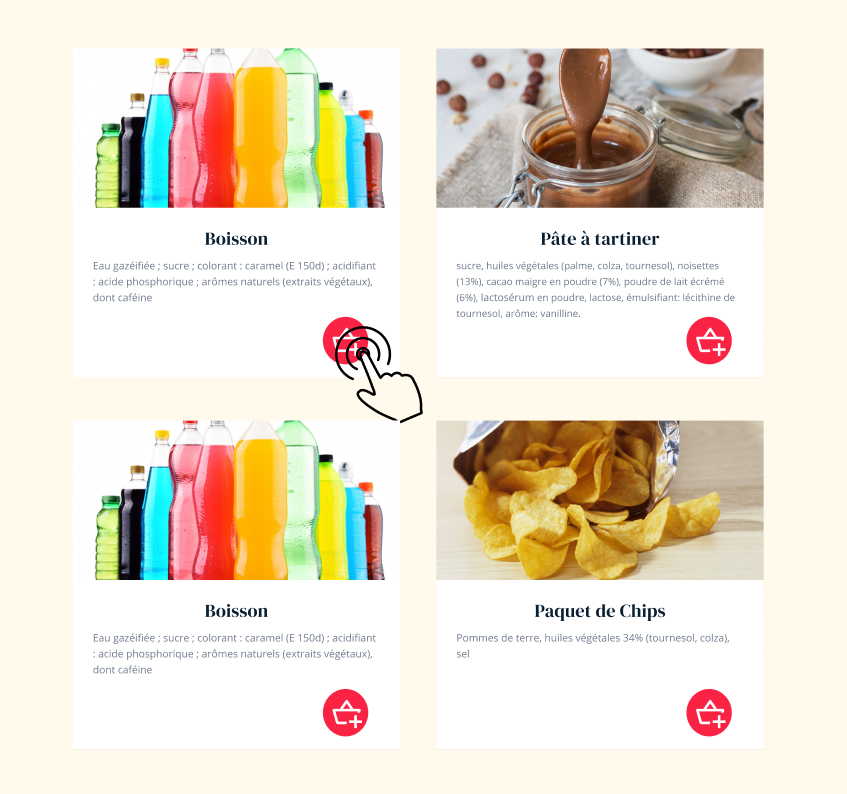 Boisson
Eau gazéifiée ; sucre ; colorant : caramel (E 150d) ; acidifiant
: acide phosphorique ; arômes naturels (extraits végétaux),
dont caféine
Pâte à tartiner
sucre, huiles végétales (palme, colza, tournesol), noisettes
(13%), cacao maigre en poudre (7%), poudre de lait écrémé
(6%), lactosérum en poudre, lactose, émulsifiant: lécithine de
tournesol, arôme: vanilline.
Boisson
Eau gazéifiée ; sucre ; colorant : caramel (E 150d) ; acidifiant
: acide phosphorique ; arômes naturels (extraits végétaux),
dont caféine
Paquet de Chips
Pommes de terre, huiles végétales 34% (tournesol, colza),
sel